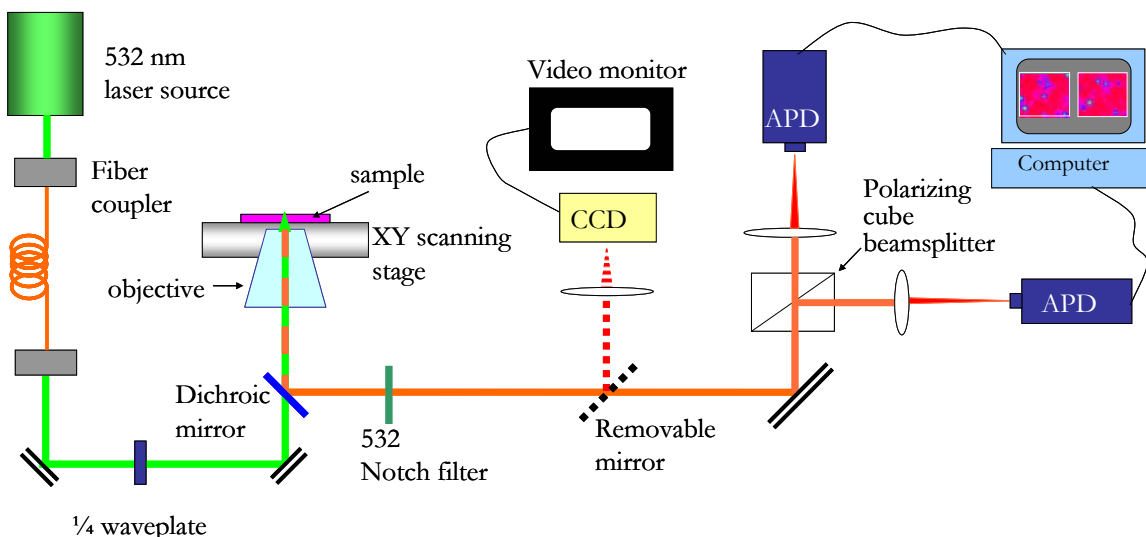 532 nm
laser source
Fiber
coupler
sample
XY scanning
stage
objective
Dichroic
mirror
532
Notch filter
¼ waveplate
Video monitor
CCD
Removable
mirror
APD
Computer
Polarizing
cube
beamsplitter
APD